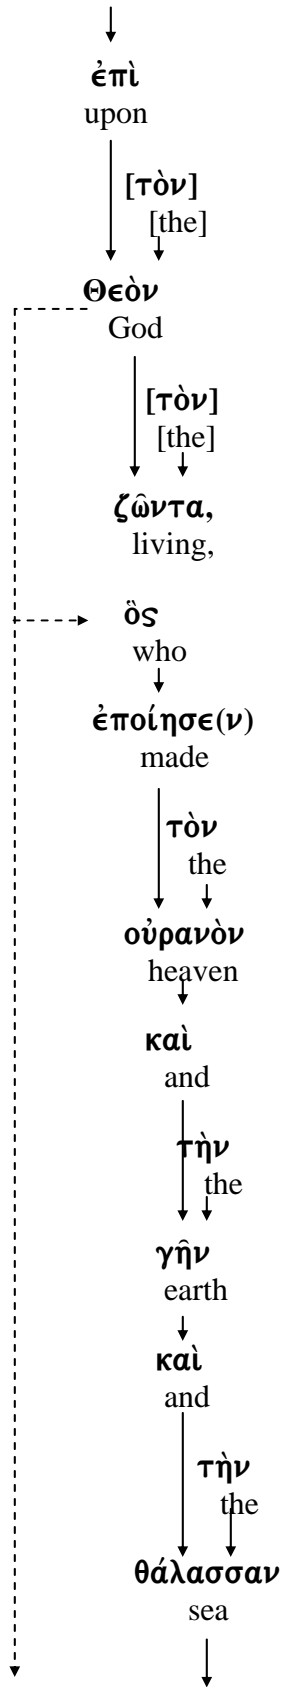 ἐπὶ
upon
[τὸν]
[the]
Θεὸν
God
[τὸν]
[the]
ζῶντα,
living,
ὃς
who
ἐποίησε(ν)
made
τὸν
the
οὐρανὸν
heaven
καὶ
and
τὴν
the
γῆν
earth
καὶ
and
τὴν
the
θάλασσαν
sea